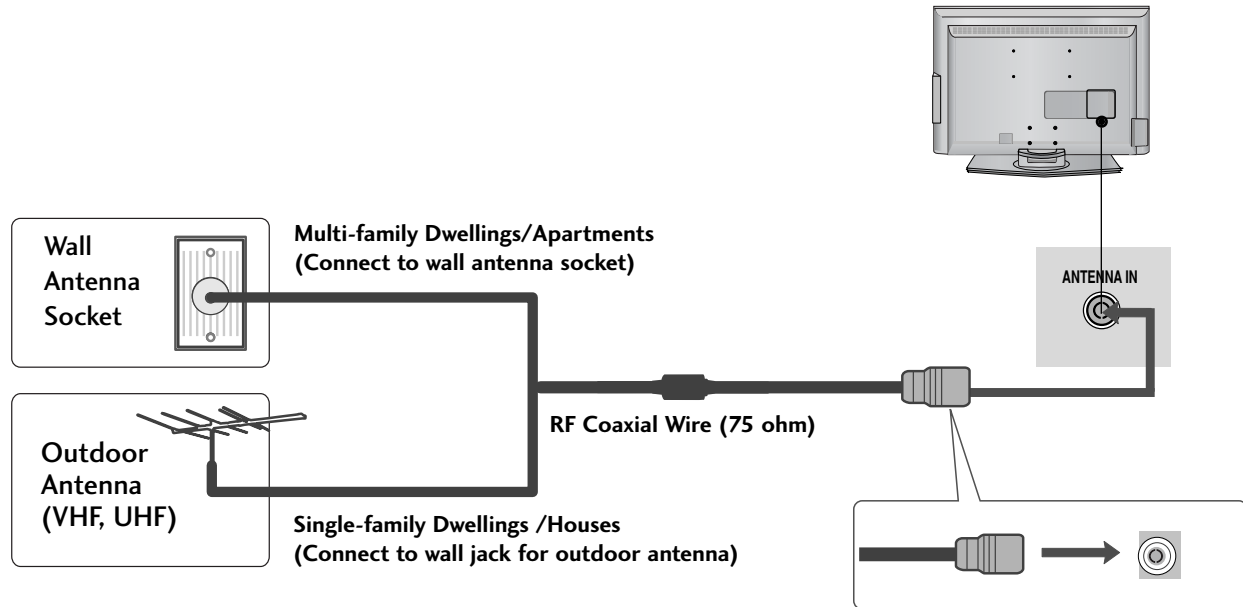 ANTENNA IN
Wall
Antenna
Socket
Multi-family Dwellings/Apartments
(Connect to wall antenna socket)
RF Coaxial Wire (75 ohm)
Outdoor
Antenna
(VHF, UHF)
Single-family Dwellings /Houses
(Connect to wall jack for outdoor antenna)